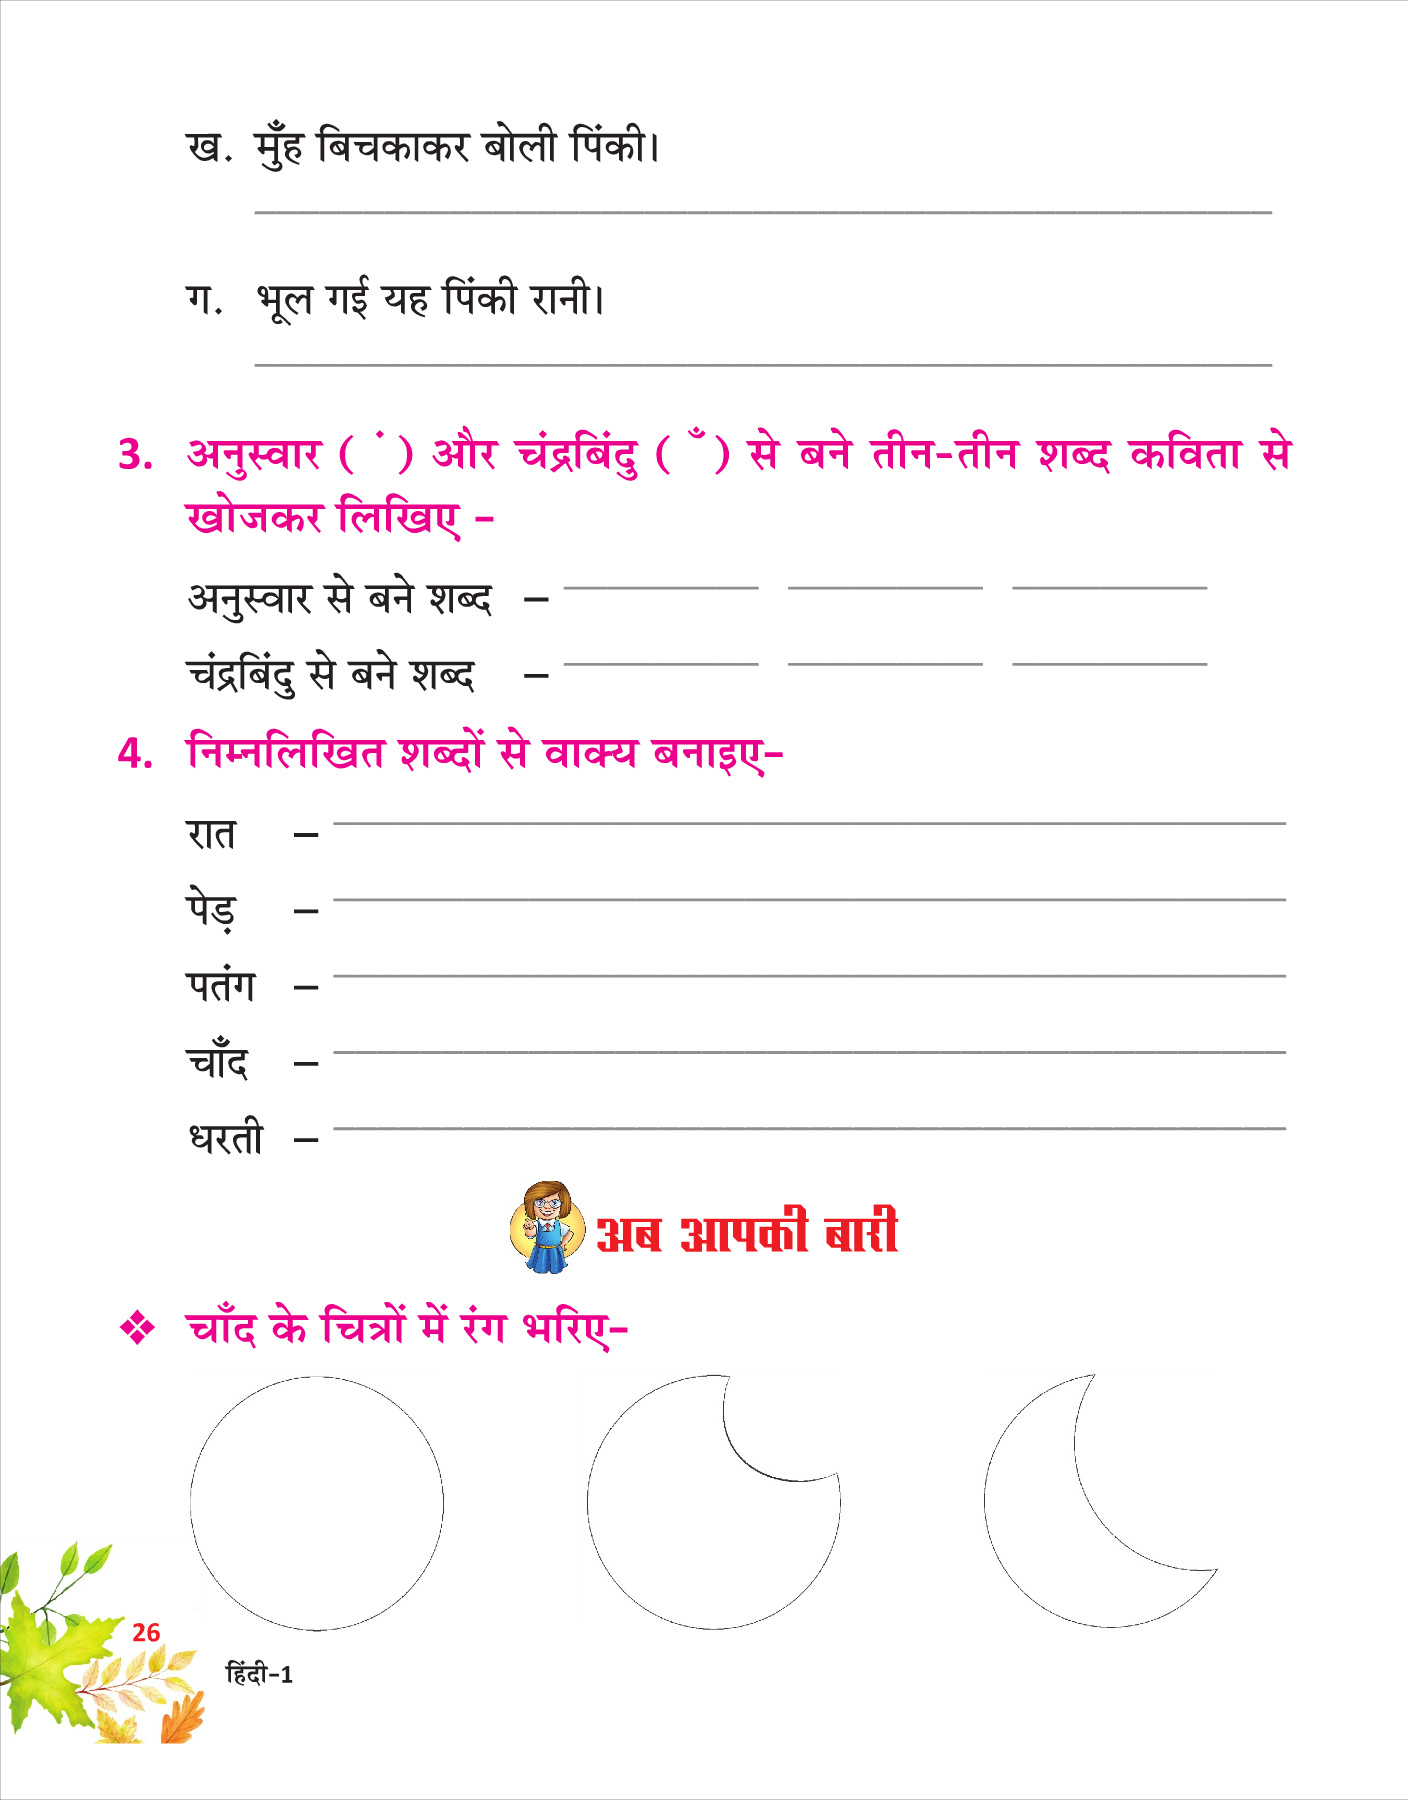 ख. मुँह बिचकाकर बोली पिंकी।
ग. भूल गई यह पिंकी रानी।
3. अनुस्वार ( ं ) और चंद्रबिंदु ( ँ ) से बने तीन-तीन शब्द कविता से
खोजकर लिखिए -
अनुस्वार से बने शब्द –
चंद्रबिंदु से बने शब्द –
4. निम्नलिखित शब्दों से वाक्य बनाइए-
रात –
पेड़ –
पतंग –
चाँद –
धरती –
अब आपकी बारी
❖ चाँद के चित्रों में रंग भरिए-
26
हिंदी-1